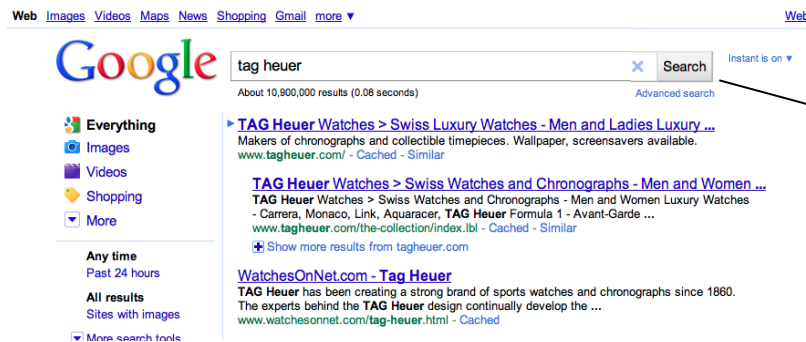 Web Images Videos Maps News Shopping Gmail more ▼
Google
tag heuer
Search
Instant is on ▼
About 10,900,000 results (0.08 seconds)
Advanced search
Everything
Images
Videos
Shopping
More
Any time
Past 24 hours
All results
Sites with images
More search tools
TAG Heuer Watches > Swiss Luxury Watches - Men and Ladies Luxury ...
Makers of chronographs and collectible timepieces. Wallpaper, screensavers available.
www.tagheuer.com/ - Cached - Similar
TAG Heuer Watches > Swiss Watches and Chronographs - Men and Women ...
TAG Heuer Watches > Swiss Watches and Chronographs - Men and Women Luxury Watches
- Carrera, Monaco, Link, Aquaracer, TAG Heuer Formula 1 - Avant-Garde ...
www.tagheuer.com/the-collection/index.lbl - Cached - Similar
Show more results from tagheuer.com
WatchesOnNet.com - Tag Heuer
TAG Heuer has been creating a strong brand of sports watches and chronographs since 1860.
The experts behind the TAG Heuer design continually develop the ...
www.watchesonnet.com/tag-heuer.html - Cached